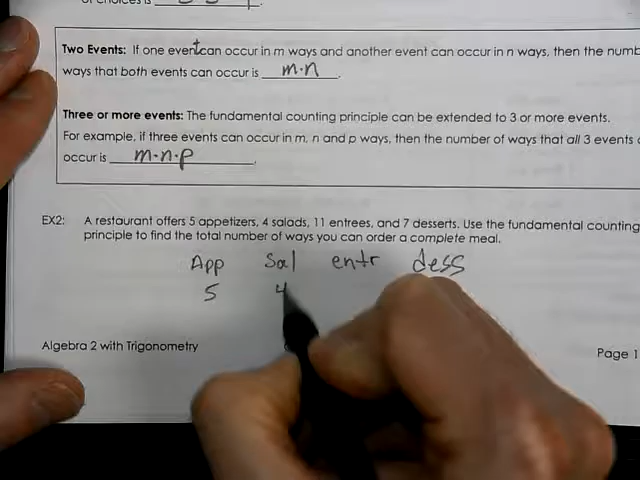 is
Two Events: If one event can occur in m ways and another event can occur in n ways, then the numb
ways that both events can occur is m·n.
Three or more events: The fundamental counting principle can be extended to 3 or more events.
For example, if three events can occur in m, n and p ways, then the number of ways that all 3 events
occur is m·n·p.
EX2: A restaurant offers 5 appetizers, 4 salads, 11 entrees, and 7 desserts. Use the fundamental counting
principle to find the total number of ways you can order a complete meal.
App Sal entr dess
5 4
Algebra 2 with Trigonometry Page 1